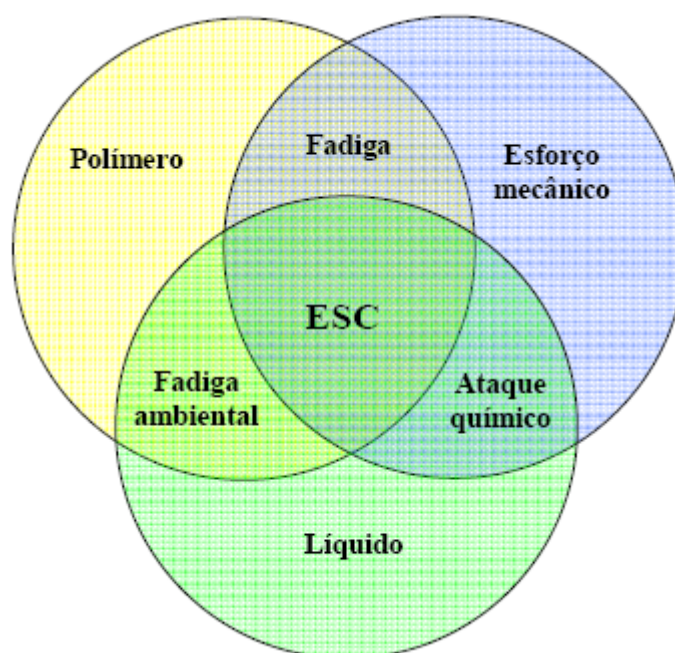 Polímero
Fadiga
Esforço
mecânico
ESC
Fadiga
ambiental
Ataque
químico
Líquido